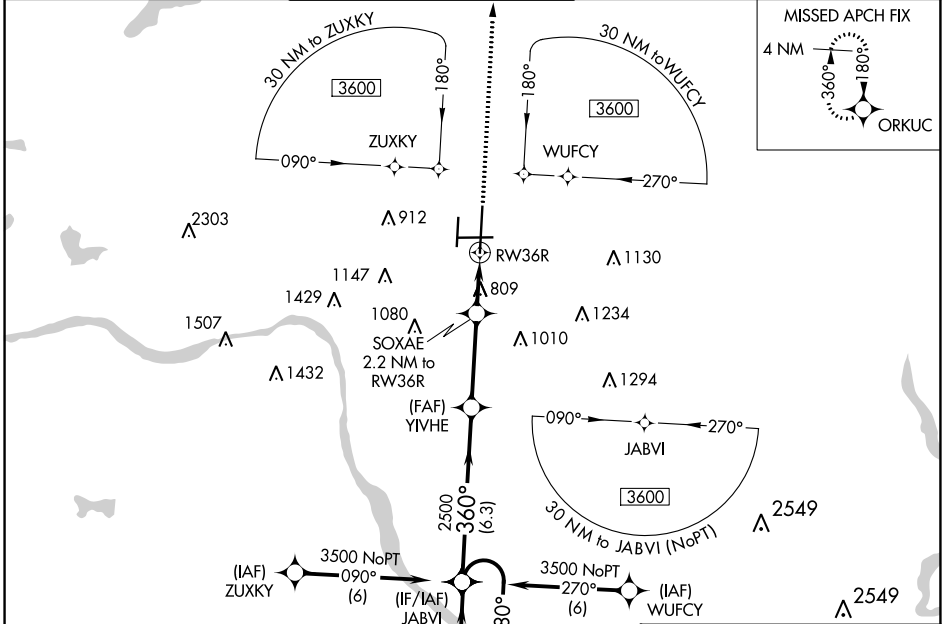 MISSED APCH FIX
4 NM
360°
180°
ORKUC
30 NM to ZUXKY
3600
180°
090°
ZUXKY
30 NM to WUFCY
3600
180°
WUFCY
270°
2303
912
RW36R
1130
1147
809
1429
1080
1234
1507
SOXAE
2.2 NM to
RW36R
1010
1432
1294
(FAF)
YIVHE
090°
270°
JABVI
3600
30 NM to JABVI (NoPT)
2500
360°
(6.3)
2549
(IAF)
ZUXKY
3500 NoPT
090°
(6)
(IF/IAF)
JABVI
3500 NoPT
270°
(6)
(IAF)
WUFCY
2549